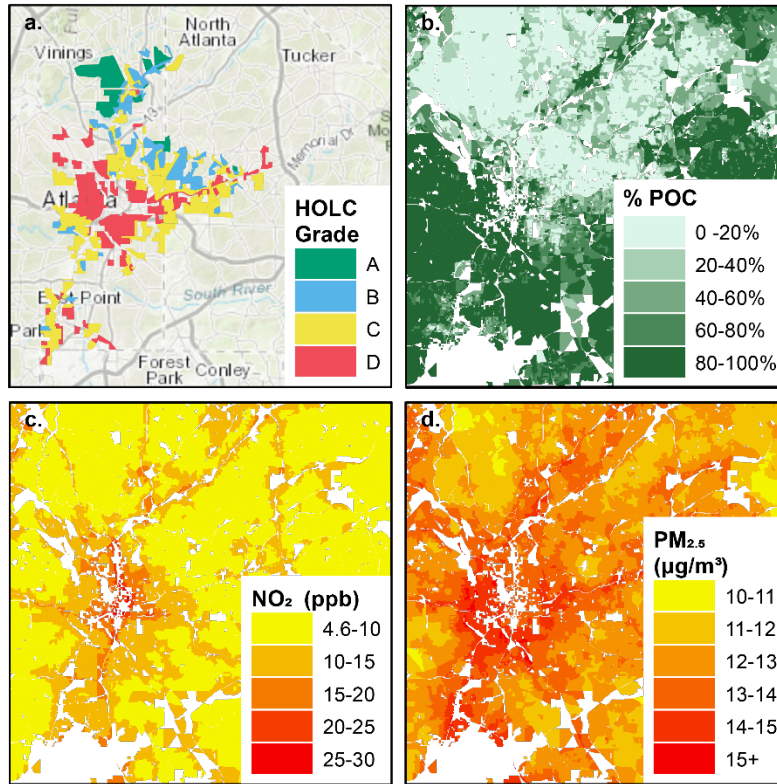 a.
North
Atlanta
Vinings
Tucker
Memorial Dr
East Point
South River
Park
Forest
Park
Conley
HOLC
Grade
A
B
C
D
b.
% POC
0 -20%
20-40%
40-60%
60-80%
80-100%
c.
NO₂ (ppb)
4.6-10
10-15
15-20
20-25
25-30
d.
PM₂.₅
(µg/m³)
10-11
11-12
12-13
13-14
14-15
15+